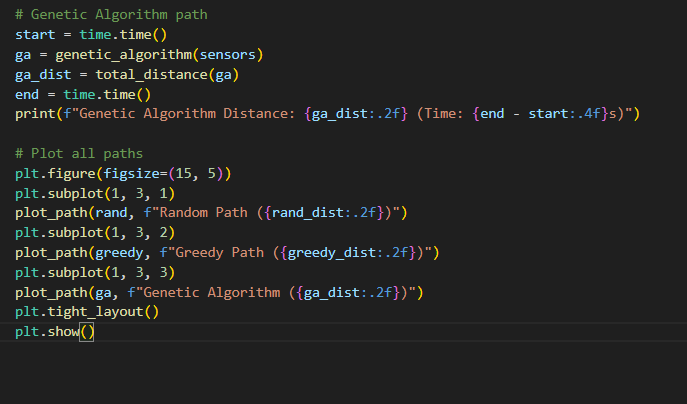 # Genetic Algorithm path
start = time.time()
ga = genetic_algorithm(sensors)
ga_dist = total_distance(ga)
end = time.time()
print(f"Genetic Algorithm Distance: {ga_dist:.2f} (Time: {end - start:.4f}s)")

# Plot all paths
plt.figure(figsize=(15, 5))
plt.subplot(1, 3, 1)
plot_path(rand, f"Random Path ({rand_dist:.2f})")
plt.subplot(1, 3, 2)
plot_path(greedy, f"Greedy Path ({greedy_dist:.2f})")
plt.subplot(1, 3, 3)
plot_path(ga, f"Genetic Algorithm ({ga_dist:.2f})")
plt.tight_layout()
plt.show()